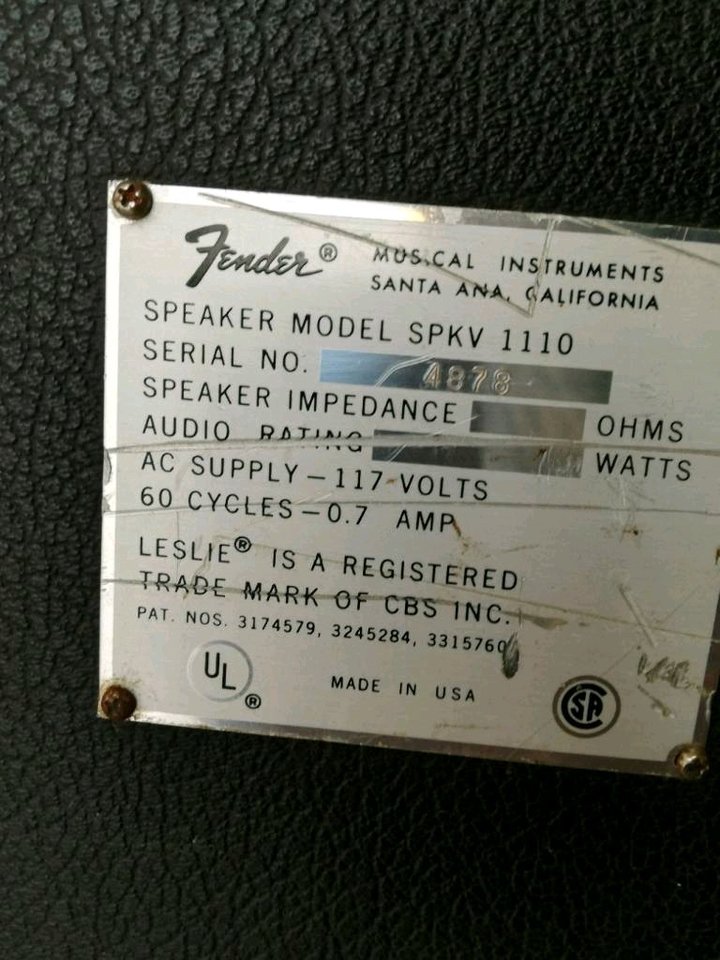 Fender® MUSICAL INSTRUMENTS
SANTA ANA, CALIFORNIA
SPEAKER MODEL SPKV 1110
SERIAL NO. 4878
SPEAKER IMPEDANCE OHMS
AUDIO RATING WATTS
AC SUPPLY–117 VOLTS
60 CYCLES–0.7 AMP
LESLIE® IS A REGISTERED
TRADE MARK OF CBS INC.
PAT. NOS. 3174579, 3245284, 3315760
UL® MADE IN USA SA